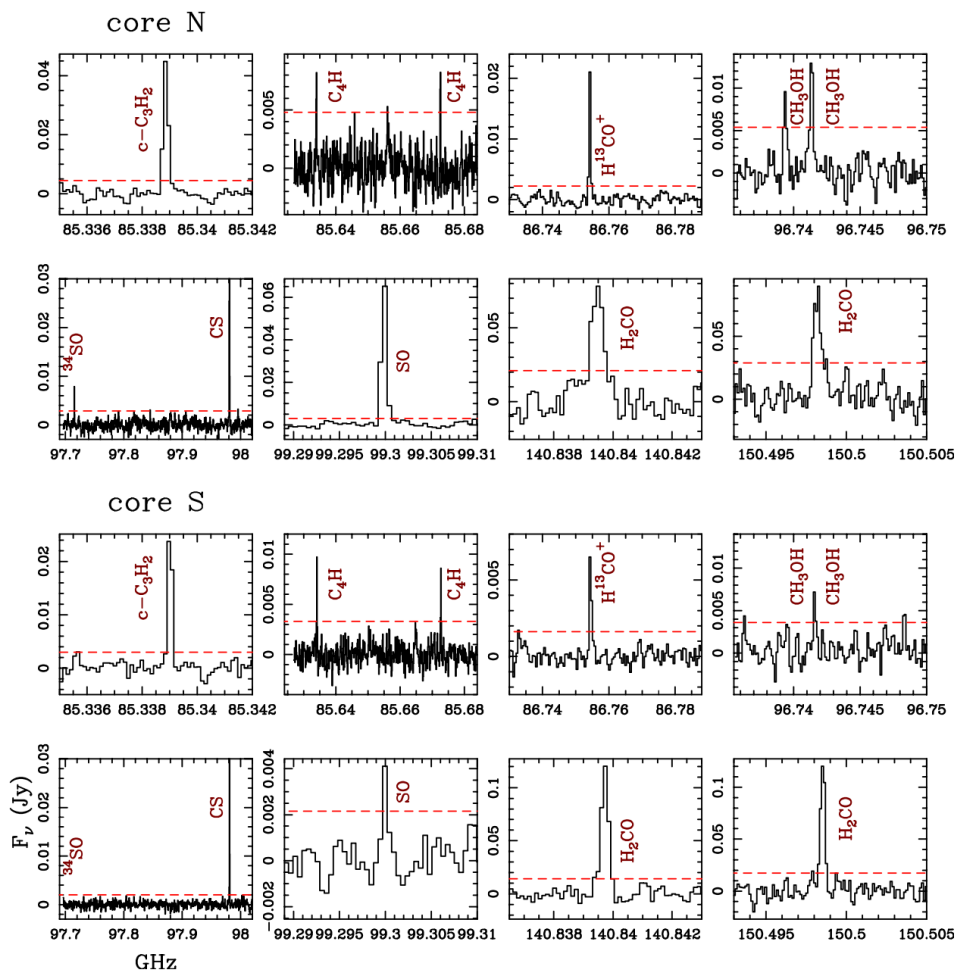 core N
0.04
0.02
0
c−C₃H₂
85.336 85.338 85.34 85.342
0.005
0
C₄H C₄H
85.64 85.66 85.68
0.02
0.01
0
H¹³CO⁺
86.74 86.76 86.78
0.01
0.005
0
CH₃OH CH₃OH
96.74 96.745 96.75
0.03
0.02
0.01
0
³⁴SO CS
97.7 97.8 97.9 98
0.06
0.04
0.02
0
SO
99.29 99.295 99.3 99.305 99.31
0.05
0
H₂CO
140.838 140.84 140.842
0.05
0
H₂CO
150.495 150.5 150.505
core S
0.02
0.01
0
c−C₃H₂
85.336 85.338 85.34 85.342
0.01
0.005
0
C₄H C₄H
85.64 85.66 85.68
0.005
0
H¹³CO⁺
86.74 86.76 86.78
0.01
0.005
0
CH₃OH CH₃OH
96.74 96.745 96.75
0.03
0.02
0.01
0
³⁴SO CS
97.7 97.8 97.9 98
0.004
0.002
0
−0.002
SO
99.29 99.295 99.3 99.305 99.31
0.1
0.05
0
H₂CO
140.838 140.84 140.842
0.1
0.05
0
H₂CO
150.495 150.5 150.505
F_ν (Jy)
GHz